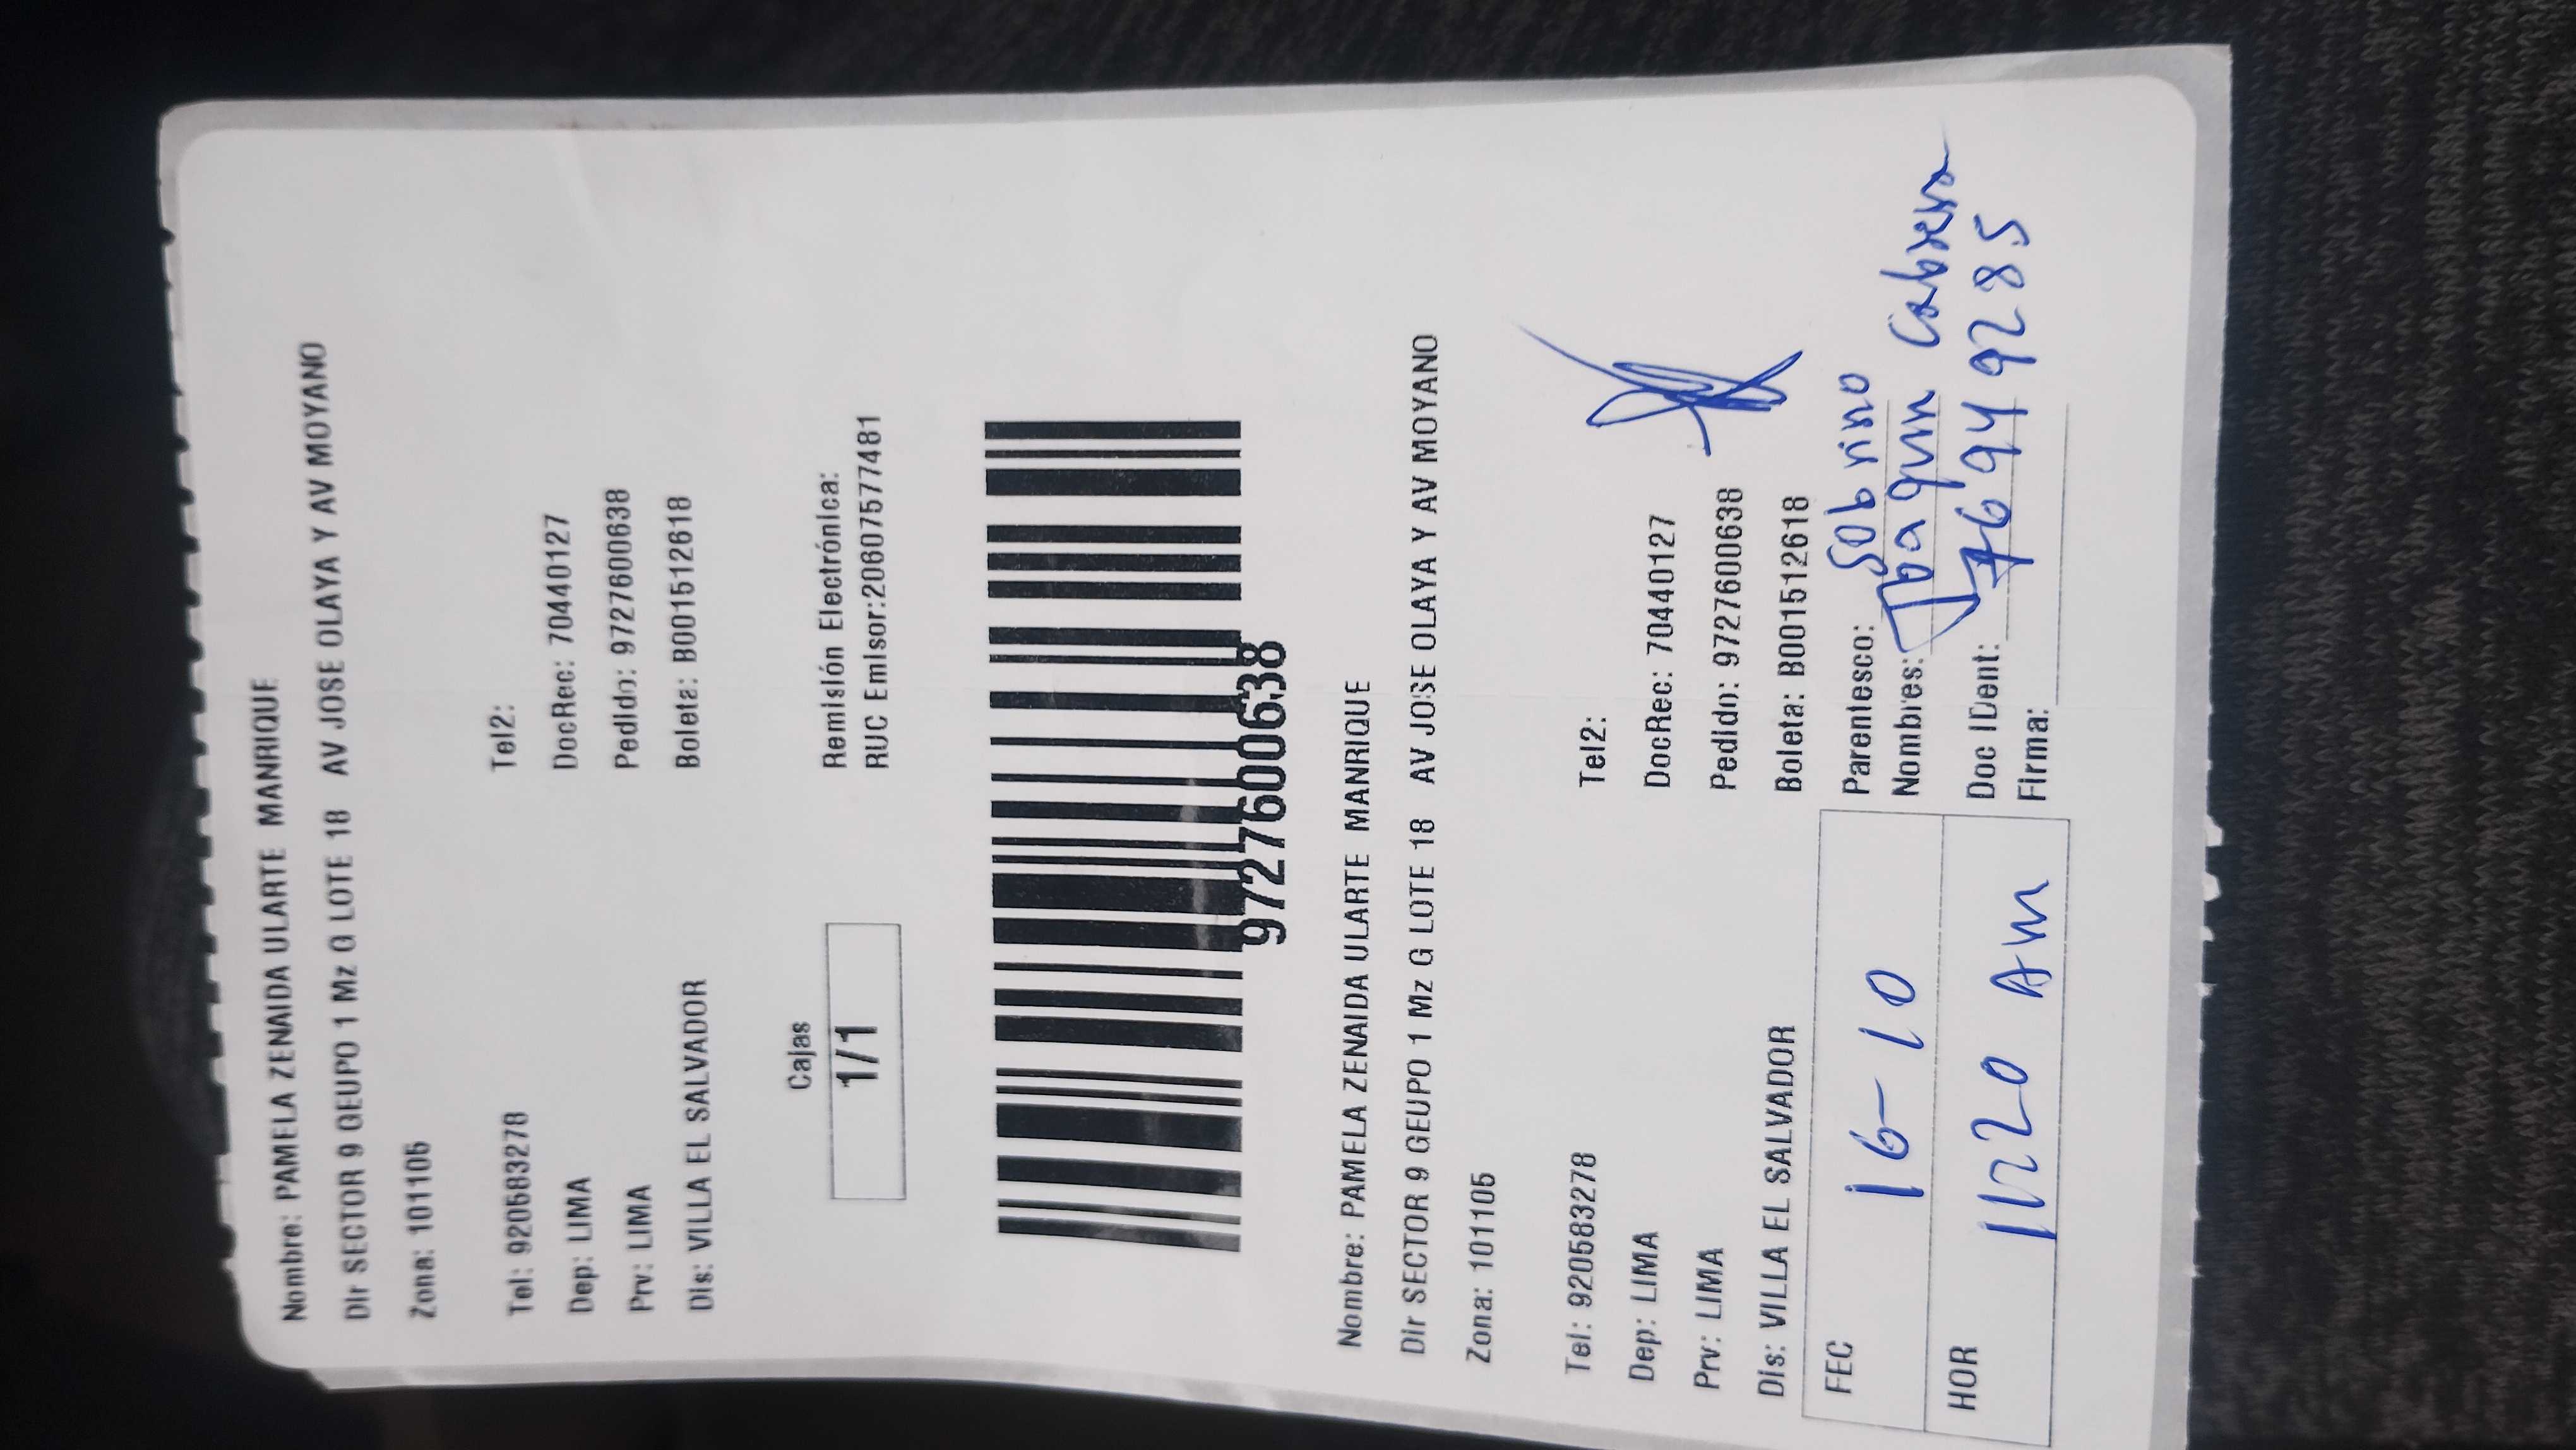 Nombre: PAMELA ZENAIDA ULARTE MANRIQUE
Dir SECTOR 9 GEUPO 1 Mz G LOTE 18 AV JOSE OLAYA Y AV MOYANO
Zona: 101105
Tel: 920583278 Tel2:
Dep: LIMA DocRec: 70440127
Prv: LIMA Pedido: 972760063​8
Dis: VILLA EL SALVADOR Boleta: B001512618
Cajas Remisión Electrónica:
1/1 RUC Emisor:20607577481
9727600638
Nombre: PAMELA ZENAIDA ULARTE MANRIQUE
Dir SECTOR 9 GEUPO 1 Mz G LOTE 18 AV JOSE OLAYA Y AV MOYANO
Zona: 101105
Tel: 920583278 Tel2:
Dep: LIMA DocRec: 70440127
Prv: LIMA Pedido: 9727600638
Dis: VILLA EL SALVADOR Boleta: B001512618
FEC 16-10 Parentesco: Sobrino
Nombres: Joaquin Cabrera
HOR 11:20 AM Doc IDent: 76949285
Firma: